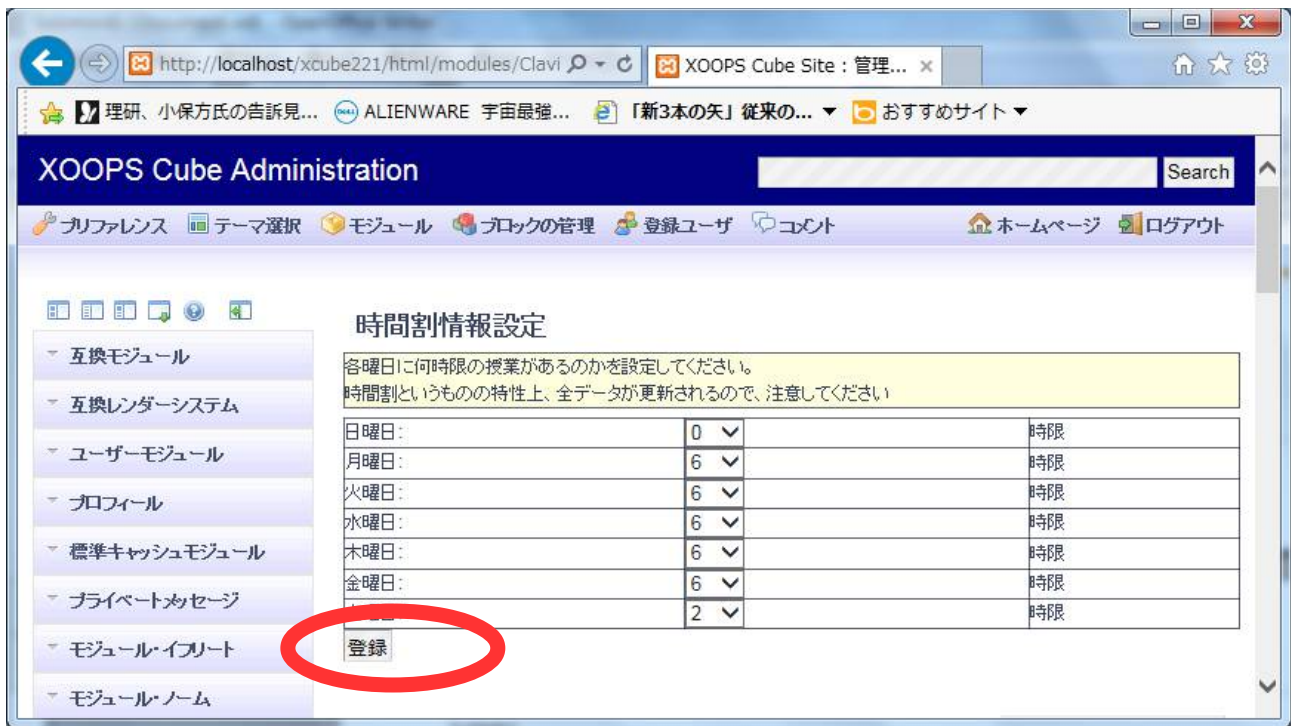 http://localhost/xcube221/html/modules/Clavi
XOOPS Cube Site : 管理...
理研、小保方氏の告訴見... ALIENWARE 宇宙最強... 「新3本の矢」従来の... おすすめサイト
XOOPS Cube Administration
Search
プリファレンス テーマ選択 モジュール ブロックの管理 登録ユーザ コメント ホームページ ログアウト
互換モジュール
互換レンダーシステム
ユーザーモジュール
プロフィール
標準キャッシュモジュール
プライベートメッセージ
モジュール・イフリート
モジュール・ノーム
時間割情報設定
各曜日に何時限の授業があるのかを設定してください。
時間割というものの特性上、全データが更新されるので、注意してください
日曜日: 0 時限
月曜日: 6 時限
火曜日: 6 時限
水曜日: 6 時限
木曜日: 6 時限
金曜日: 6 時限
2 時限
登録